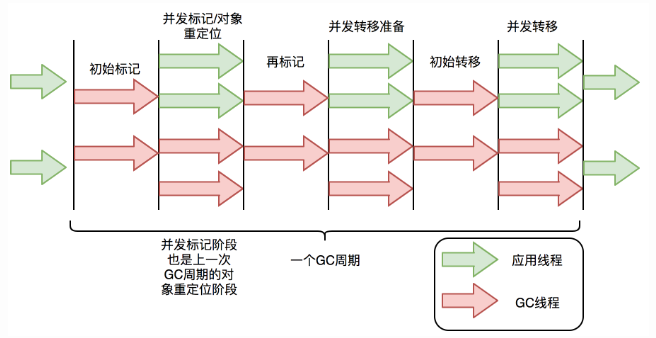 并发标记/对象
重定位
并发转移准备
并发转移
初始标记
再标记
初始转移
并发标记阶段
也是上一次
GC周期的对
象重定位阶段
一个GC周期
应用线程
GC线程